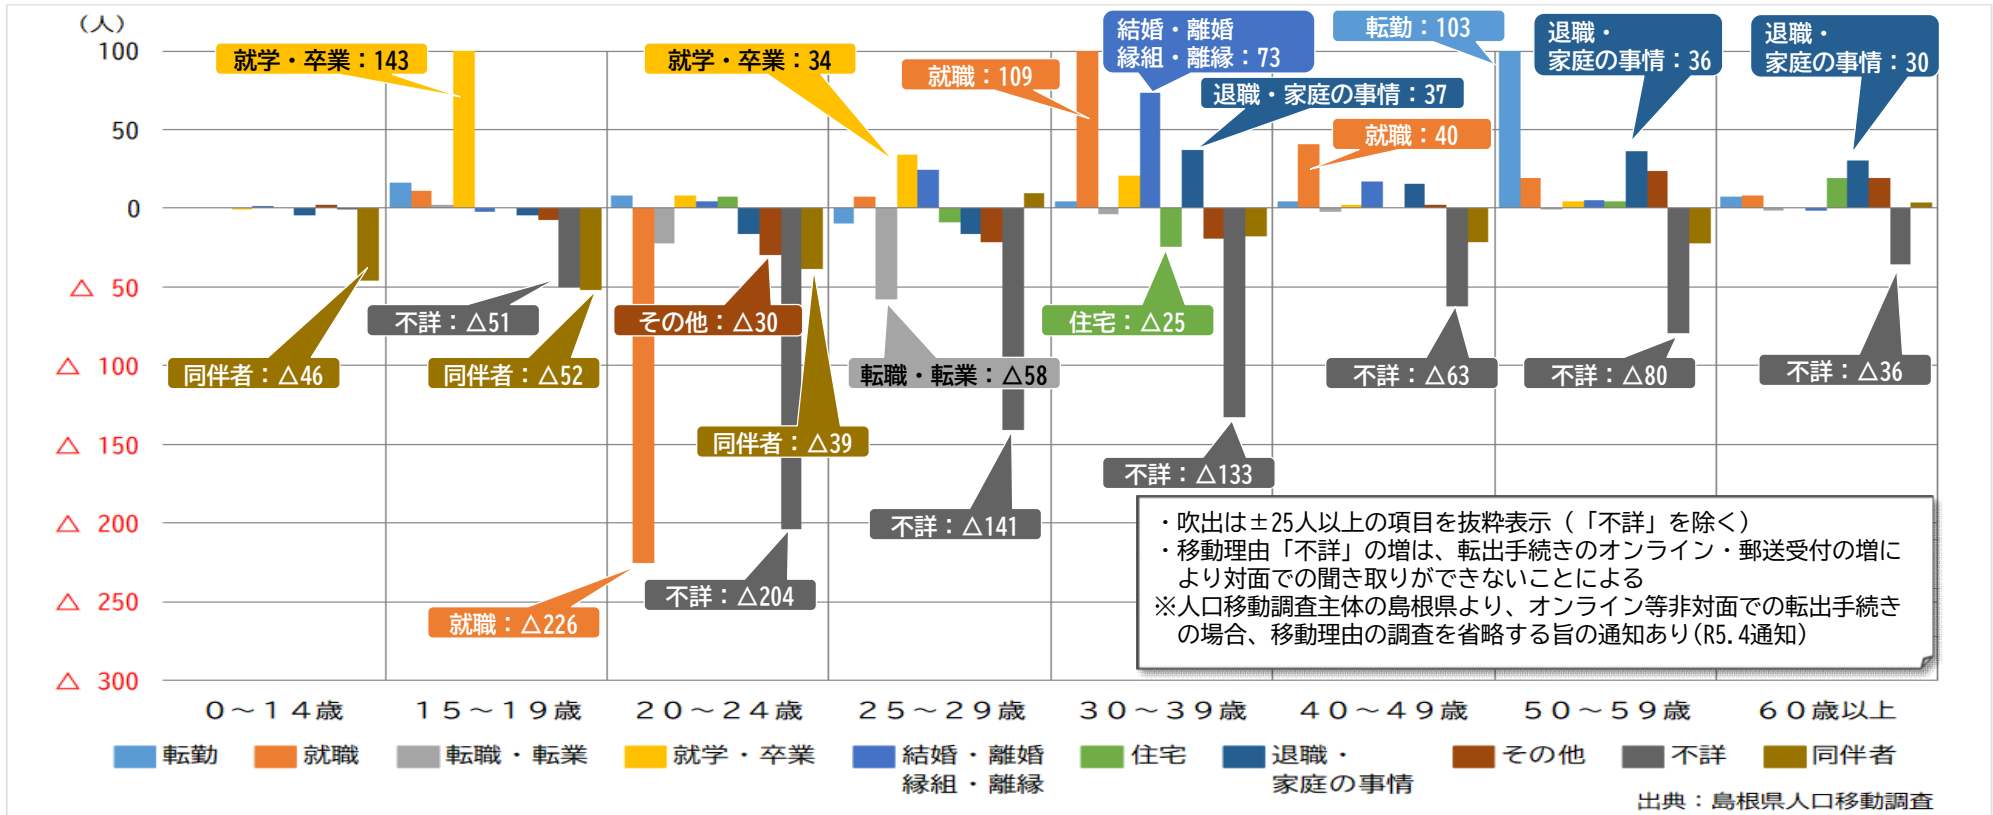 （人）
100
50
0
△ 50
△ 100
△ 150
△ 200
△ 250
△ 300
就学・卒業：143
就学・卒業：34
就職：109
結婚・離婚
縁組・離縁：73
転勤：103
退職・
家庭の事情：36
退職・
家庭の事情：30
退職・家庭の事情：37
就職：40
不詳：△51
その他：△30
住宅：△25
同伴者：△46
同伴者：△52
転職・転業：△58
不詳：△63
不詳：△80
不詳：△36
同伴者：△39
不詳：△133
不詳：△141
不詳：△204
就職：△226
・吹出は±25人以上の項目を抜粋表示（「不詳」を除く）
・移動理由「不詳」の増は、転出手続きのオンライン・郵送受付の増に
より対面での聞き取りができないことによる
※人口移動調査主体の島根県より、オンライン等非対面での転出手続き
の場合、移動理由の調査を省略する旨の通知あり(R5.4通知)
０～１４歳
１５～１９歳
２０～２４歳
２５～２９歳
３０～３９歳
４０～４９歳
５０～５９歳
６０歳以上
転勤
就職
転職・転業
就学・卒業
結婚・離婚
縁組・離縁
住宅
退職・
家庭の事情
その他
不詳
同伴者
出典：島根県人口移動調査